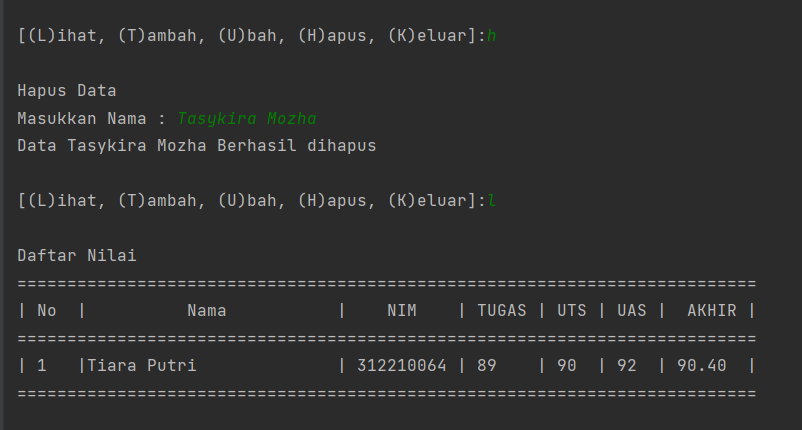 [(L)ihat, (T)ambah, (U)bah, (H)apus, (K)eluar]:h
Hapus Data
Masukkan Nama : Tasykira Mozha
Data Tasykira Mozha Berhasil dihapus
[(L)ihat, (T)ambah, (U)bah, (H)apus, (K)eluar]:l
Daftar Nilai
==========================================================================
| No  |          Nama           |    NIM    | TUGAS | UTS | UAS |  AKHIR |
==========================================================================
| 1   |Tiara Putri              | 312210064 | 89    | 90  | 92  | 90.40  |
==========================================================================